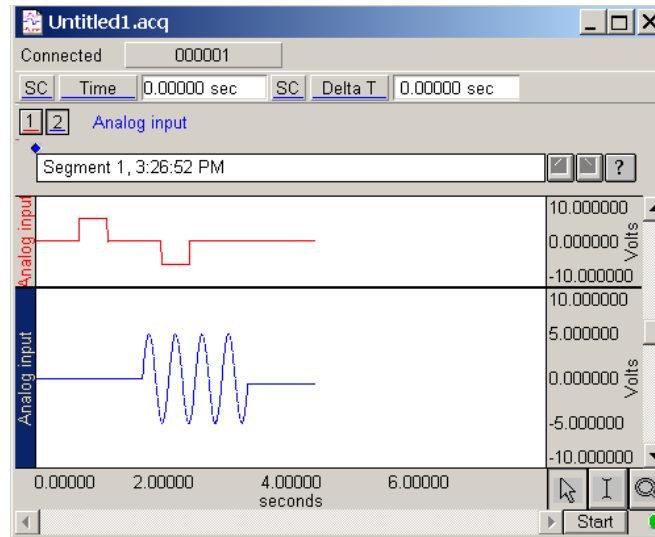 Untitled1.acq
Connected 000001
SC Time 0.00000 sec SC Delta T 0.00000 sec
1 2 Analog input
Segment 1, 3:26:52 PM ?
Analog input
10.000000
0.000000
-10.000000
Volts
Analog input
10.000000
5.000000
0.000000
-5.000000
-10.000000
Volts
0.00000 2.00000 4.00000 6.00000
seconds
Start